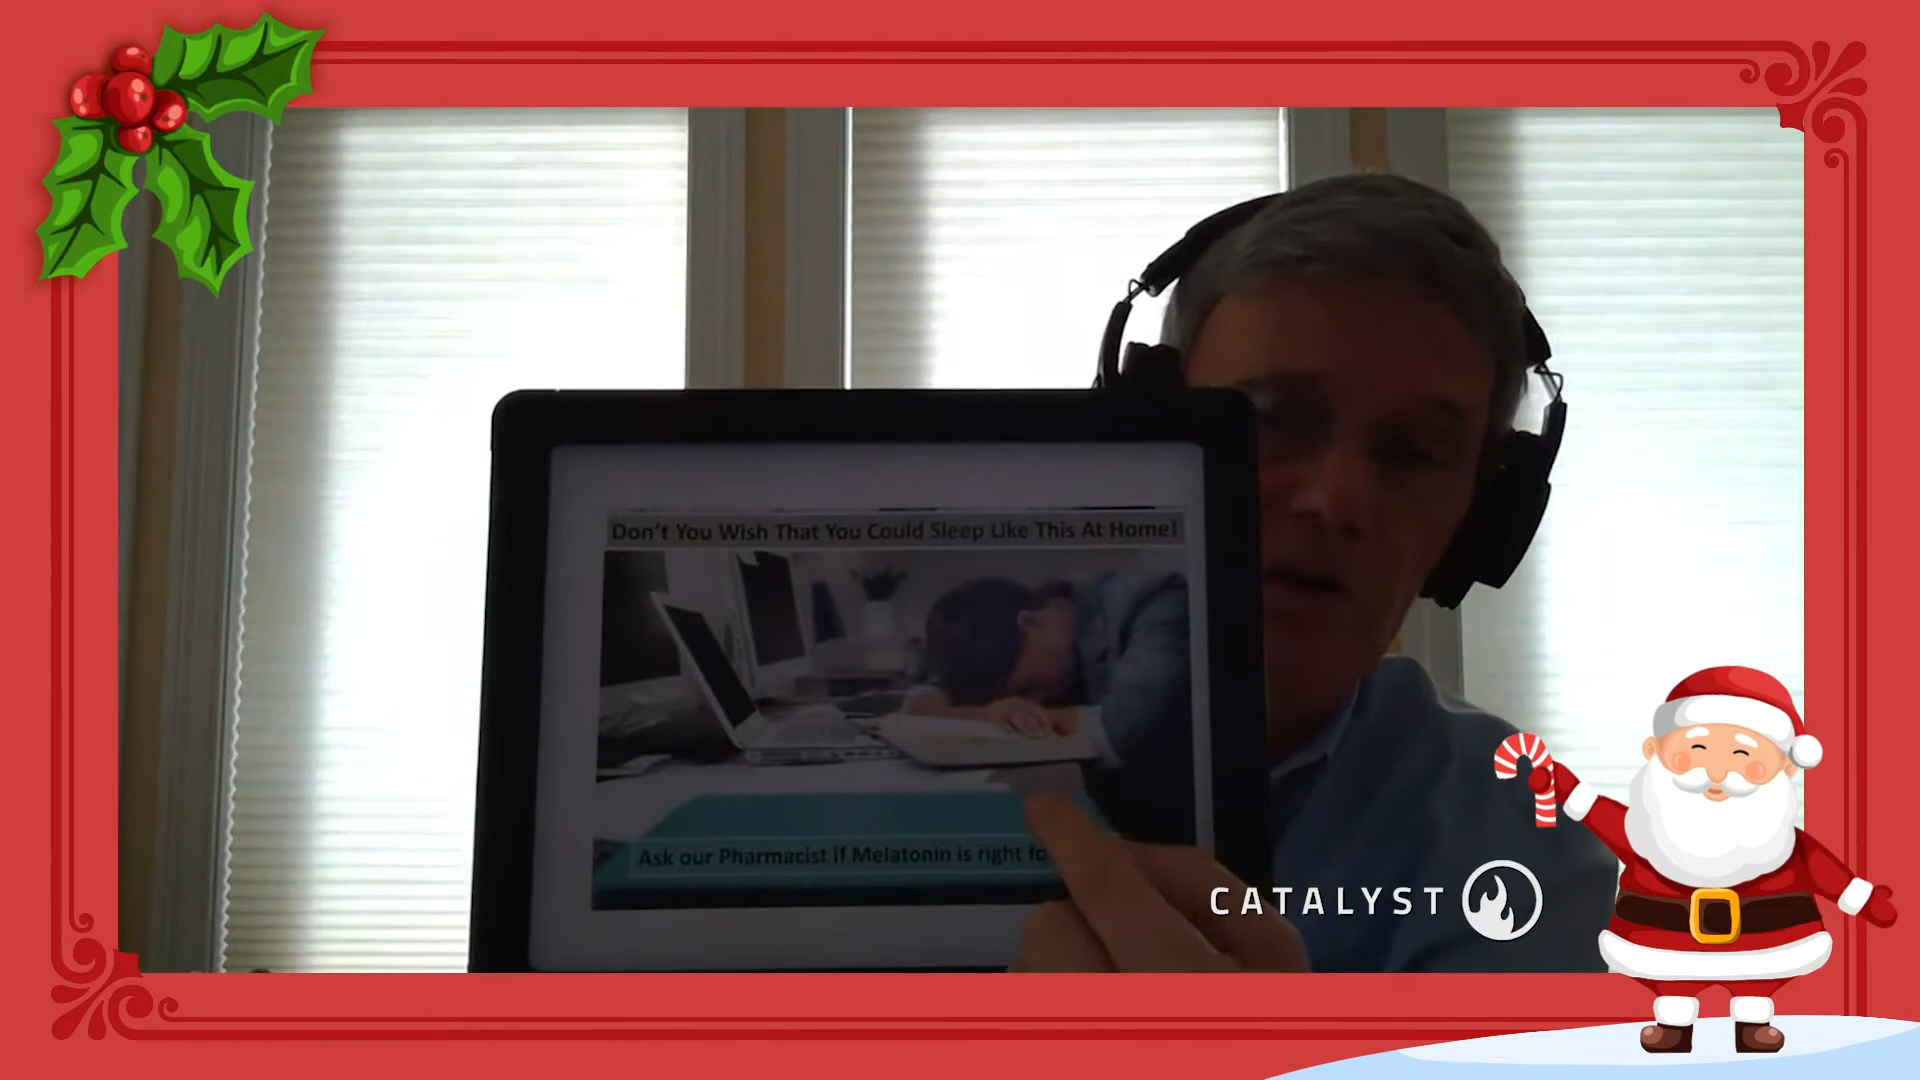 Don't You Wish That You Could Sleep Like This At Home!
Ask our Pharmacist if Melatonin is right
CATALYST